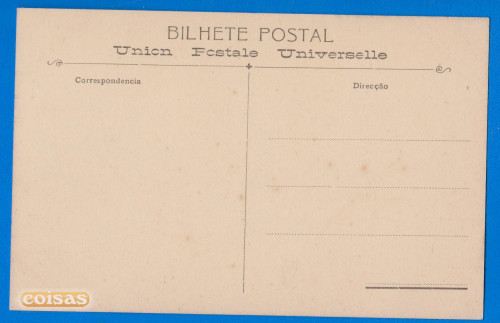 BILHETE POSTAL
Union Postale Universelle
Correspondencia
Direcção
coisas